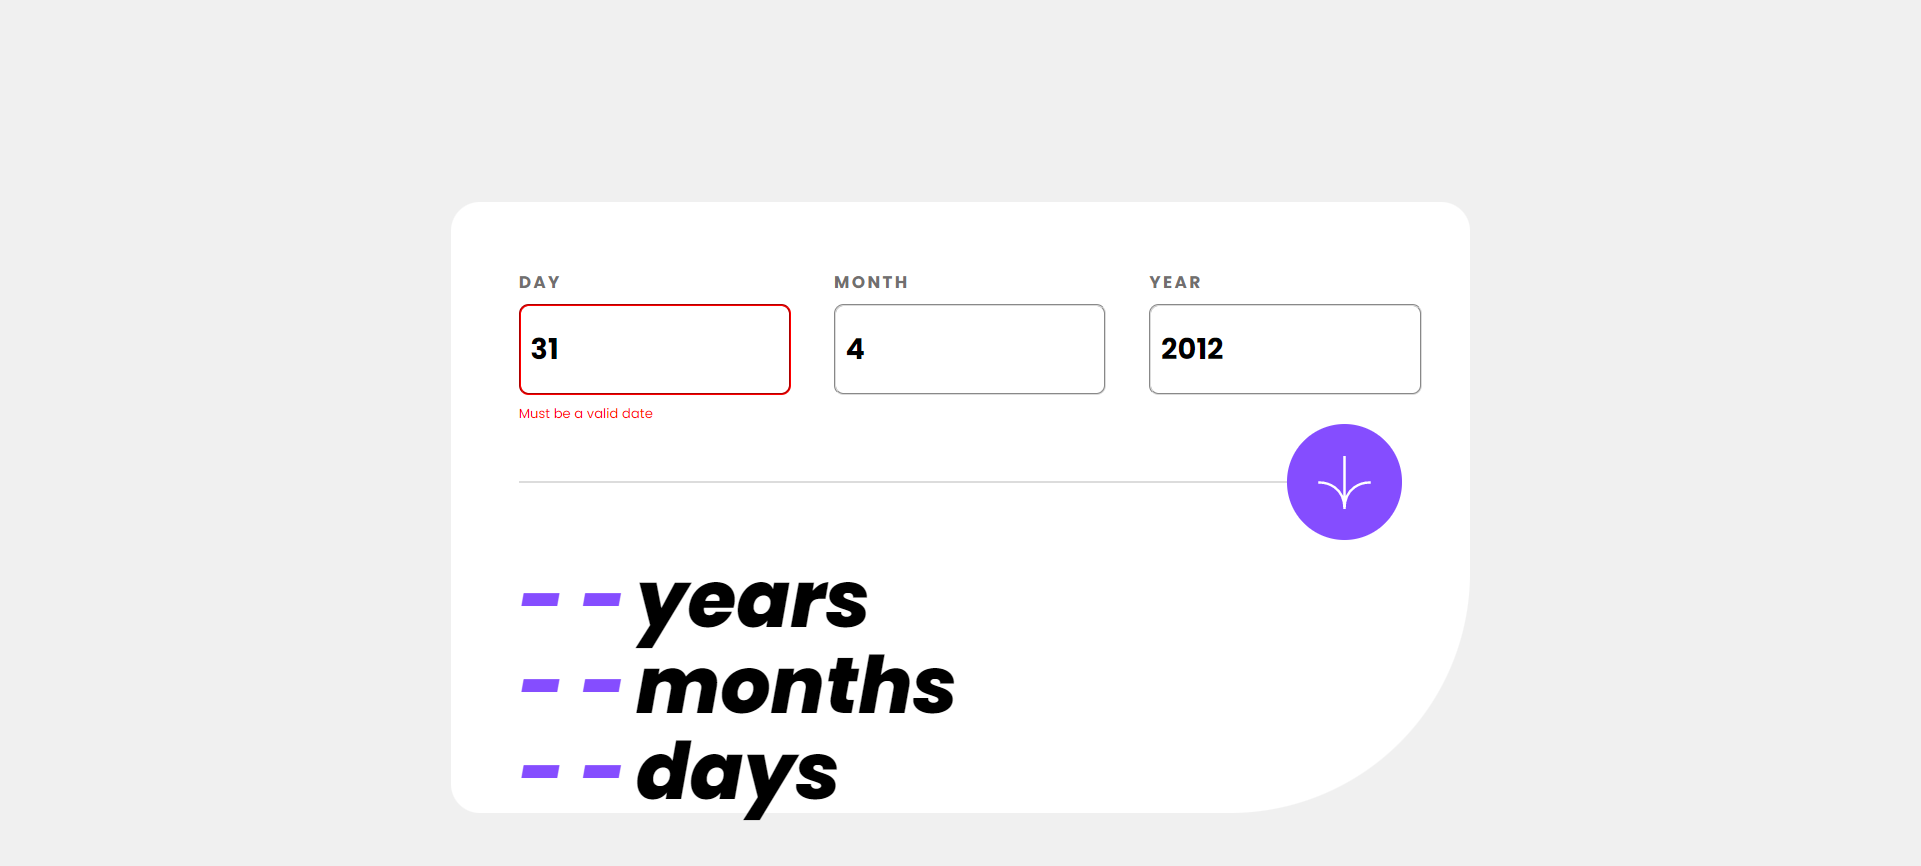 DAY MONTH YEAR
31 4 2012
Must be a valid date
- - years
- - months
- - days